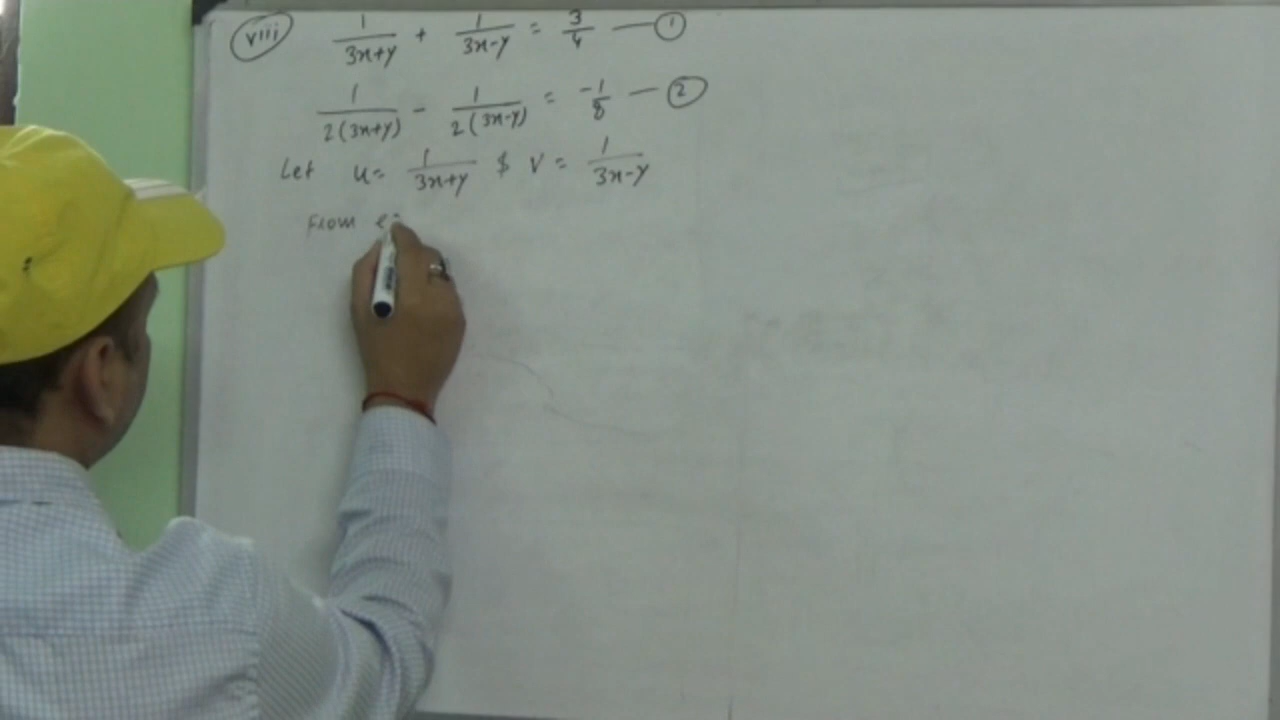 viii 1/(3x+y) + 1/(3x-y) = 3/4 — 1
1/(2(3x+y)) - 1/(2(3x-y)) = -1/8 — 2
Let u = 1/(3x+y) $ v = 1/(3x-y)
From